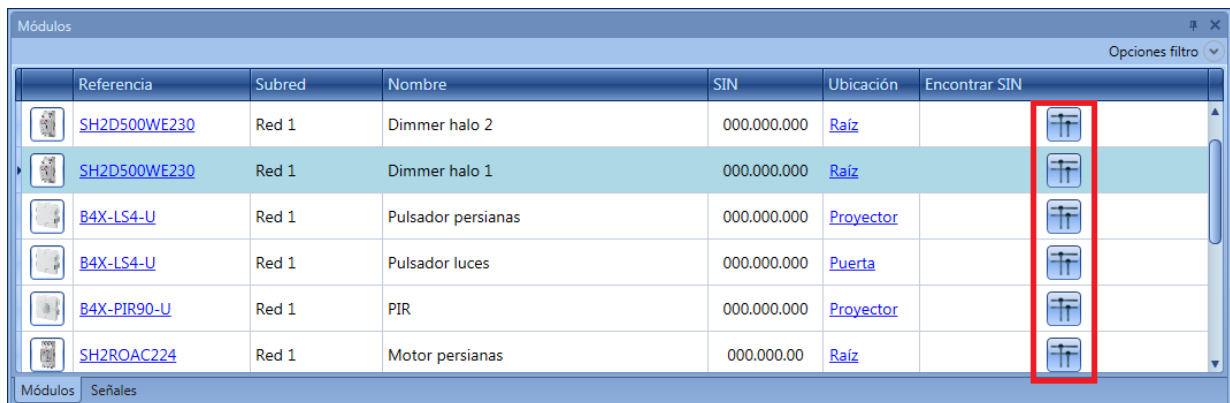 Módulos
Opciones filtro
Referencia Subred Nombre SIN Ubicación Encontrar SIN
SH2D500WE230 Red 1 Dimmer halo 2 000.000.000 Raíz
SH2D500WE230 Red 1 Dimmer halo 1 000.000.000 Raíz
B4X-LS4-U Red 1 Pulsador persianas 000.000.000 Proyector
B4X-LS4-U Red 1 Pulsador luces 000.000.000 Puerta
B4X-PIR90-U Red 1 PIR 000.000.000 Proyector
SH2ROAC224 Red 1 Motor persianas 000.000.00 Raíz
Módulos Señales